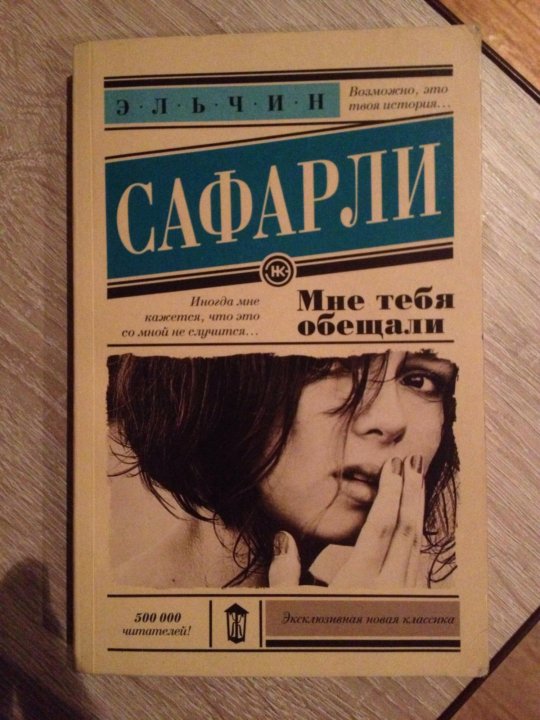 Э·Л·Ь·Ч·И·Н
Возможно, это
твоя история...
САФАРЛИ
НК
Иногда мне
кажется, что это
со мной не случится...
Мне тебя
обещали
500 000
читателей!
Эксклюзивная новая классика